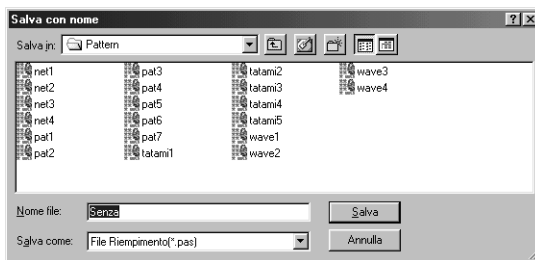 Salva con nome
Salva in: Pattern
net1 pat3 tatami2 wave3
net2 pat4 tatami3 wave4
net3 pat5 tatami4
net4 pat6 tatami5
pat1 pat7 wave1
pat2 tatami1 wave2
Nome file: Senza Salva
Salva come: File Riempimento(*.pas) Annulla